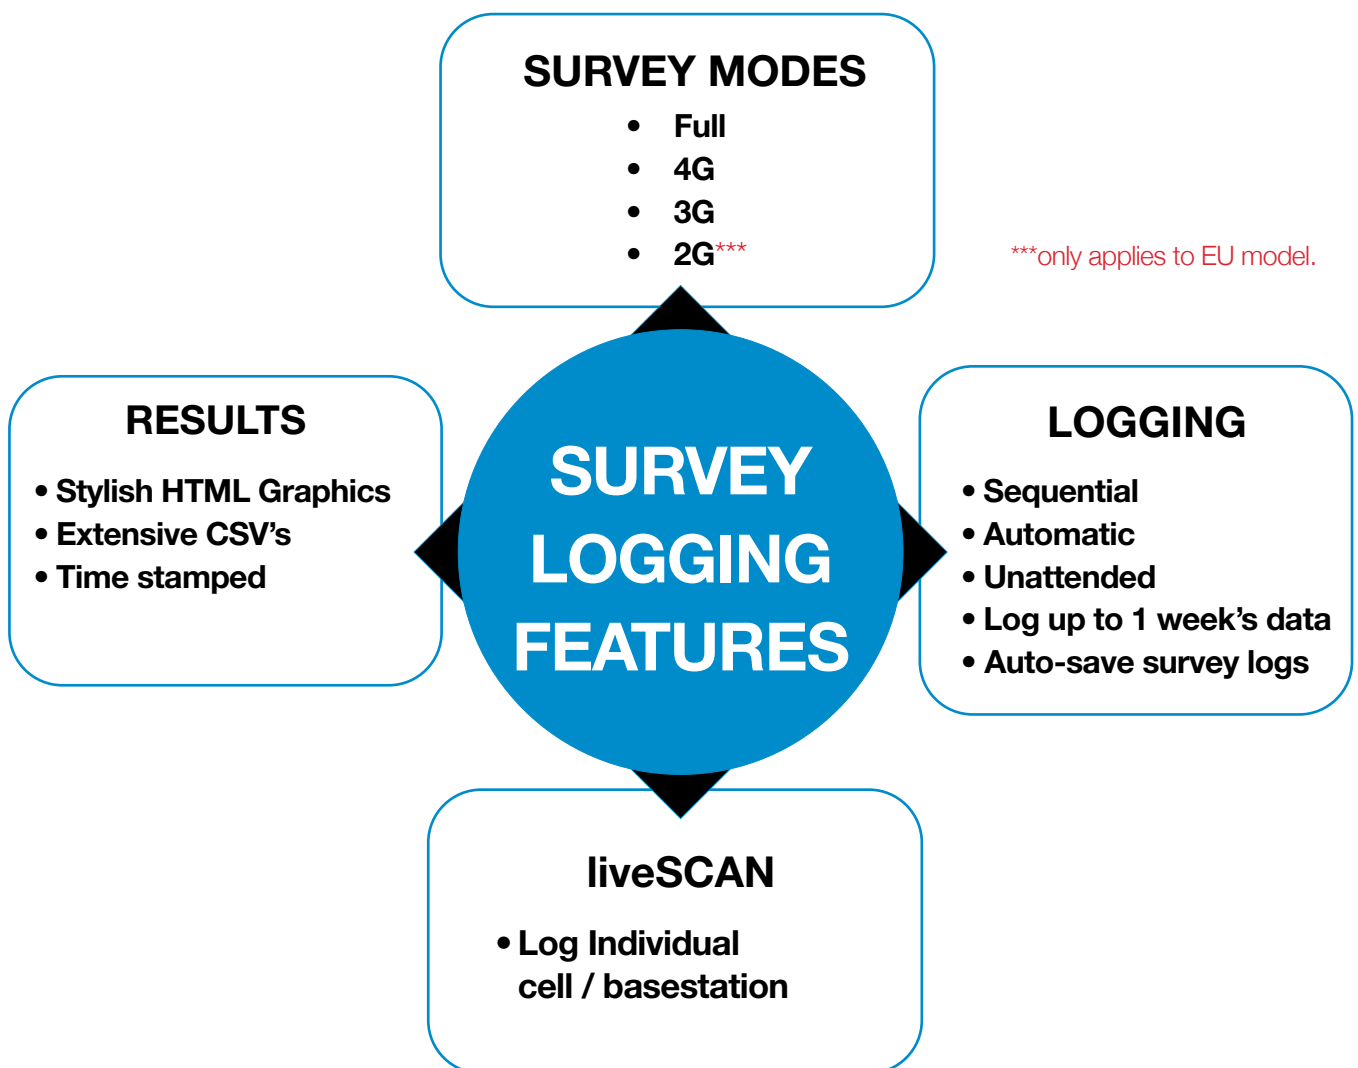 SURVEY MODES
• Full
• 4G
• 3G
• 2G***
***only applies to EU model.
RESULTS
• Stylish HTML Graphics
• Extensive CSV’s
• Time stamped
SURVEY
LOGGING
FEATURES
LOGGING
• Sequential
• Automatic
• Unattended
• Log up to 1 week’s data
• Auto-save survey logs
liveSCAN
• Log Individual
cell / basestation